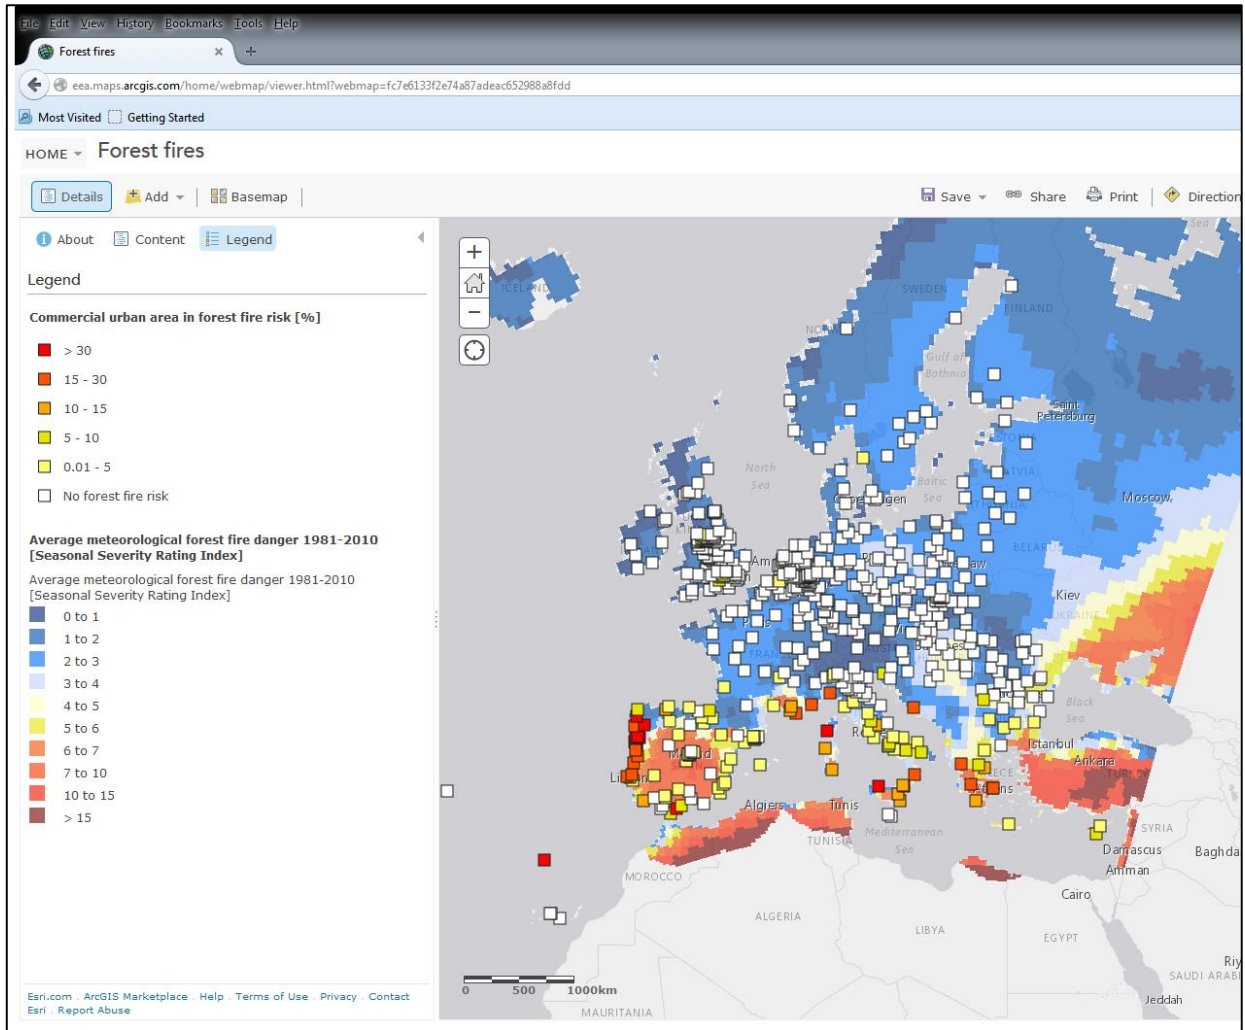 File Edit View History Bookmarks Tools Help
Forest fires × +
eea.maps.arcgis.com/home/webmap/viewer.html?webmap=fc7e6133f2e74a87adeac652988a8fdd
Most Visited Getting Started
HOME Forest fires
Details Add Basemap Save Share Print Direction
About Content Legend
Legend
Commercial urban area in forest fire risk [%]
> 30
15 - 30
10 - 15
5 - 10
0.01 - 5
No forest fire risk
Average meteorological forest fire danger 1981-2010
[Seasonal Severity Rating Index]
Average meteorological forest fire danger 1981-2010
[Seasonal Severity Rating Index]
0 to 1
1 to 2
2 to 3
3 to 4
4 to 5
5 to 6
6 to 7
7 to 10
10 to 15
> 15
Esri.com . ArcGIS Marketplace . Help . Terms of Use . Privacy . Contact
Esri . Report Abuse
+
−
Sea
ICELAND
SWEDEN
FINLAND
Gulf of
Bothnia
Saint
Petersburg
North
Sea
Baltic
Sea
Moscow
Kiev
Black
Sea
Istanbul
Ankara
Algiers
Tunis
TUNISIA
Mediterranean
Sea
SYRIA
Damascus
Baghda
Amman
MOROCCO
Cairo
ALGERIA
LIBYA
EGYPT
Riy
SAUDI ARABI
Jeddah
MAURITANIA
0 500 1000km